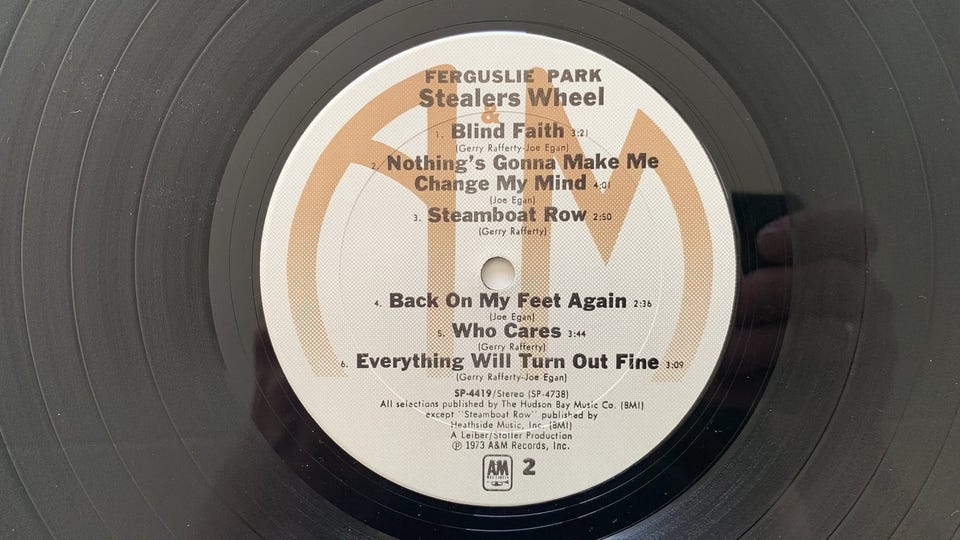 FERGUSLIE PARK
Stealers Wheel
&
1. Blind Faith 3:21
(Gerry Rafferty-Joe Egan)
2. Nothing's Gonna Make Me
Change My Mind 4:01
(Joe Egan)
3. Steamboat Row 2:50
(Gerry Rafferty)
4. Back On My Feet Again 2:36
(Joe Egan)
5. Who Cares 3:44
(Gerry Rafferty)
6. Everything Will Turn Out Fine 3:09
(Gerry Rafferty-Joe Egan)
SP-4419/Stereo (SP-4738)
All selections published by The Hudson Bay Music Co. (BMI)
except "Steamboat Row" published by
Heathside Music, Inc. (BMI)
A Leiber/Stoller Production
℗ 1973 A&M Records, Inc.
AM
RECORDS
2